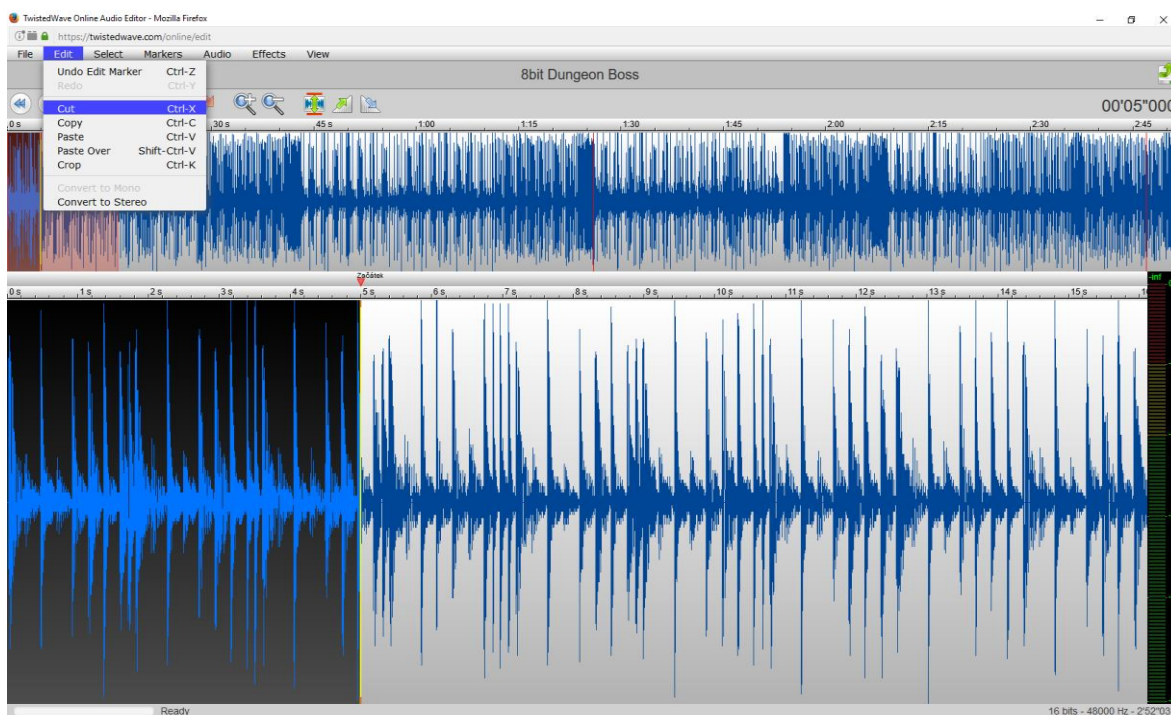 TwistedWave Online Audio Editor - Mozilla Firefox
https://twistedwave.com/online/edit
File Edit Select Markers Audio Effects View
8bit Dungeon Boss
Undo Edit Marker Ctrl-Z
Redo Ctrl-Y
Cut Ctrl-X
Copy Ctrl-C
Paste Ctrl-V
Paste Over Shift-Ctrl-V
Crop Ctrl-K
Convert to Mono
Convert to Stereo
00'05"000
0 s 30 s 45 s 1:00 1:15 1:30 1:45 2:00 2:15 2:30 2:45
Začátek
-inf
0 s 1 s 2 s 3 s 4 s 5 s 6 s 7 s 8 s 9 s 10 s 11 s 12 s 13 s 14 s 15 s
Ready
16 bits - 48000 Hz - 2'52"03